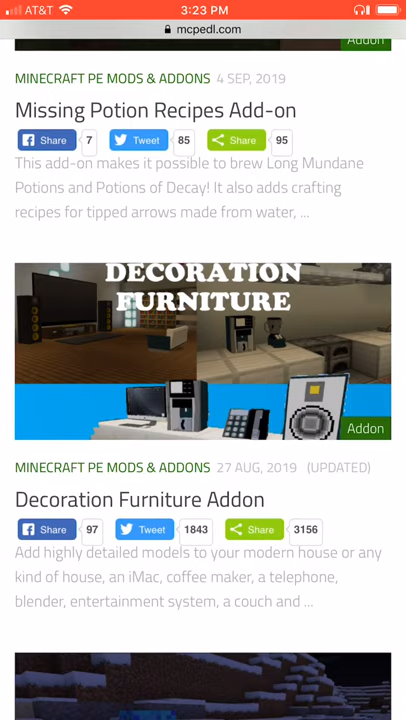 AT&T 3:23 PM
mcpedl.com
Addon
MINECRAFT PE MODS & ADDONS 4 SEP, 2019
Missing Potion Recipes Add-on
Share 7 Tweet 85 Share 95
This add-on makes it possible to brew Long Mundane
Potions and Potions of Decay! It also adds crafting
recipes for tipped arrows made from water, ...
DECORATION
FURNITURE
Addon
MINECRAFT PE MODS & ADDONS 27 AUG, 2019 (UPDATED)
Decoration Furniture Addon
Share 97 Tweet 1843 Share 3156
Add highly detailed models to your modern house or any
kind of house, an iMac, coffee maker, a telephone,
blender, entertainment system, a couch and ...